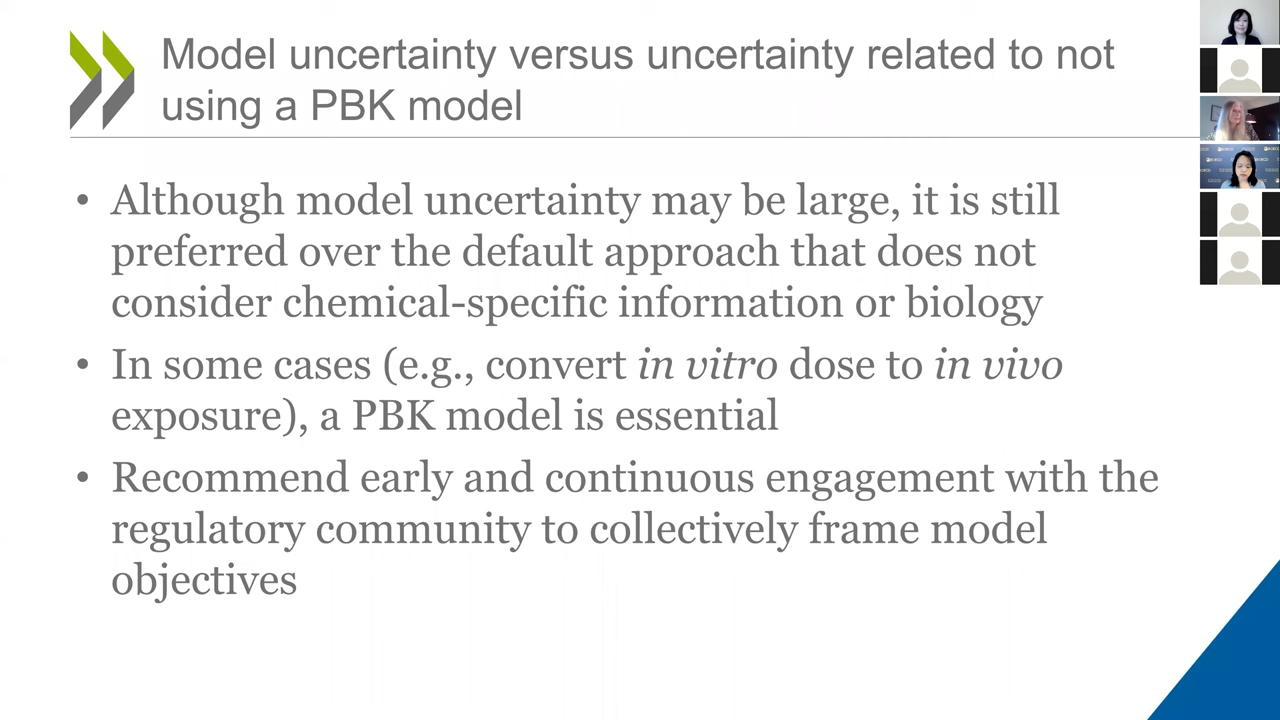 Model uncertainty versus uncertainty related to not
using a PBK model
• Although model uncertainty may be large, it is still
preferred over the default approach that does not
consider chemical-specific information or biology
• In some cases (e.g., convert in vitro dose to in vivo
exposure), a PBK model is essential
• Recommend early and continuous engagement with the
regulatory community to collectively frame model
objectives